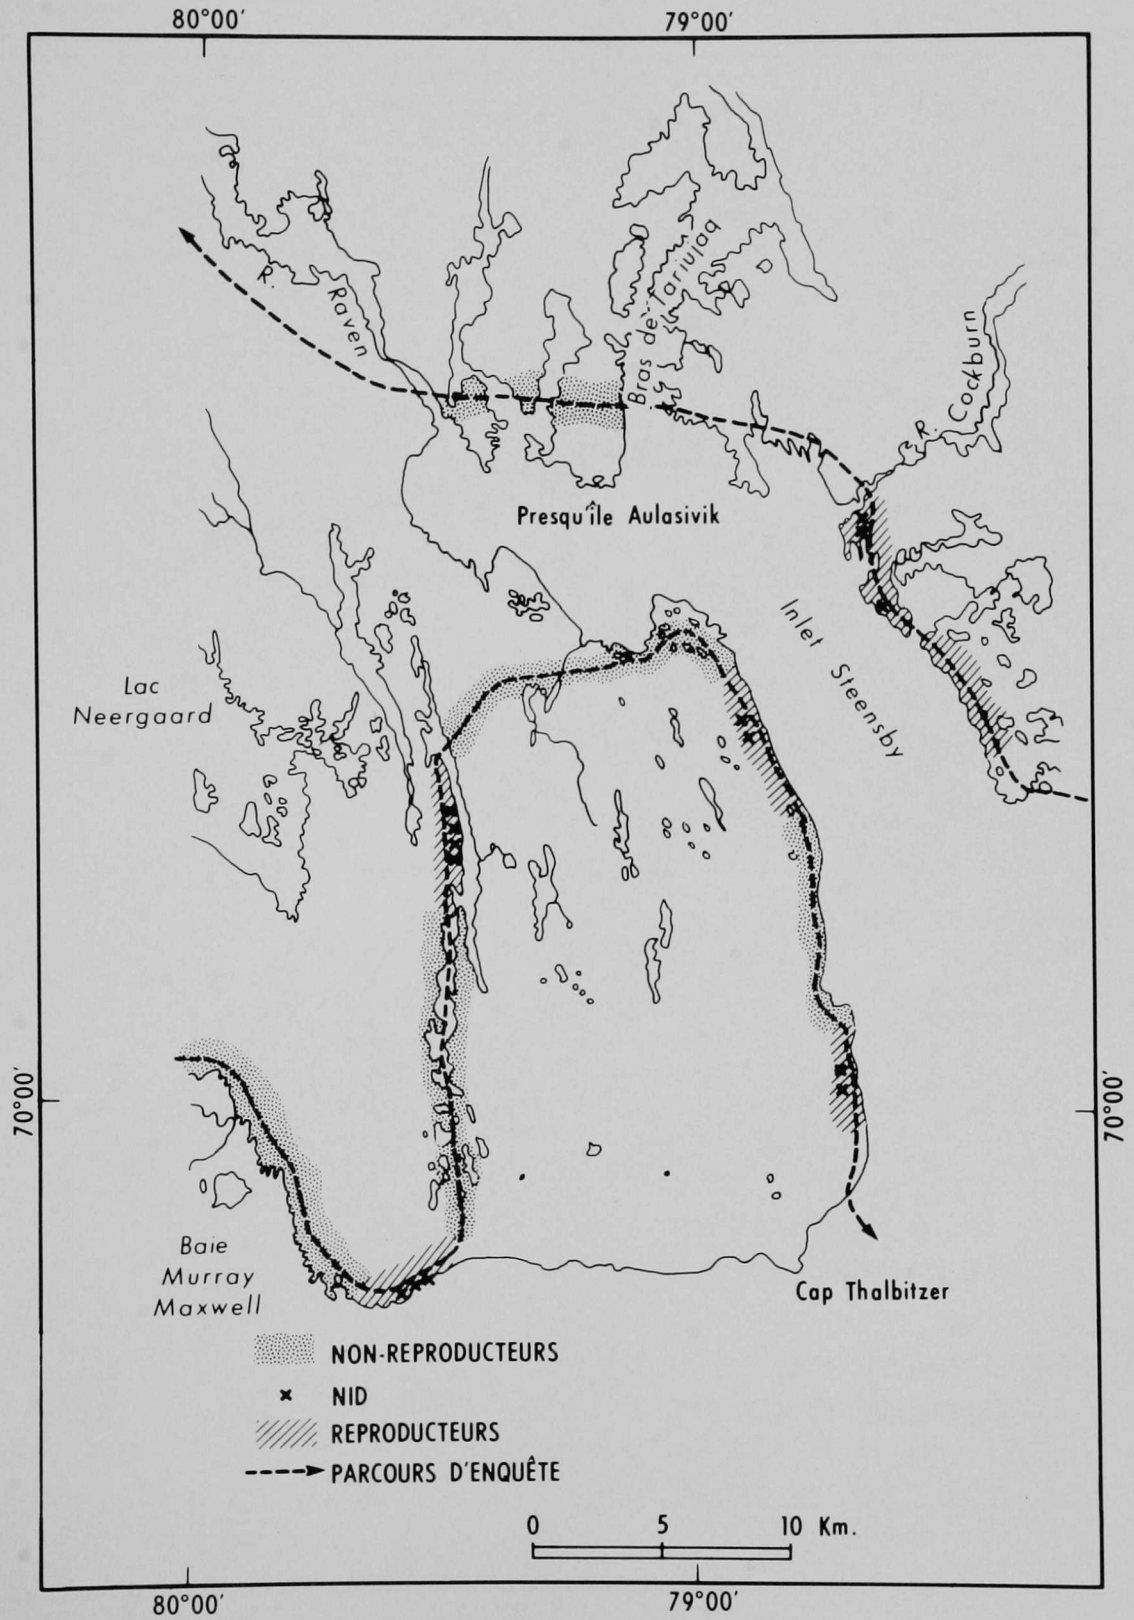 80°00′ 79°00′
R. Raven
Bras de Tariujaq
R. Cockburn
Presqu'île Aulasivik
Inlet Steensby
Lac
Neergaard
70°00′ 70°00′
Baie
Murray
Maxwell
Cap Thalbitzer
NON-REPRODUCTEURS
NID
REPRODUCTEURS
PARCOURS D'ENQUÊTE
0 5 10 Km.
80°00′ 79°00′